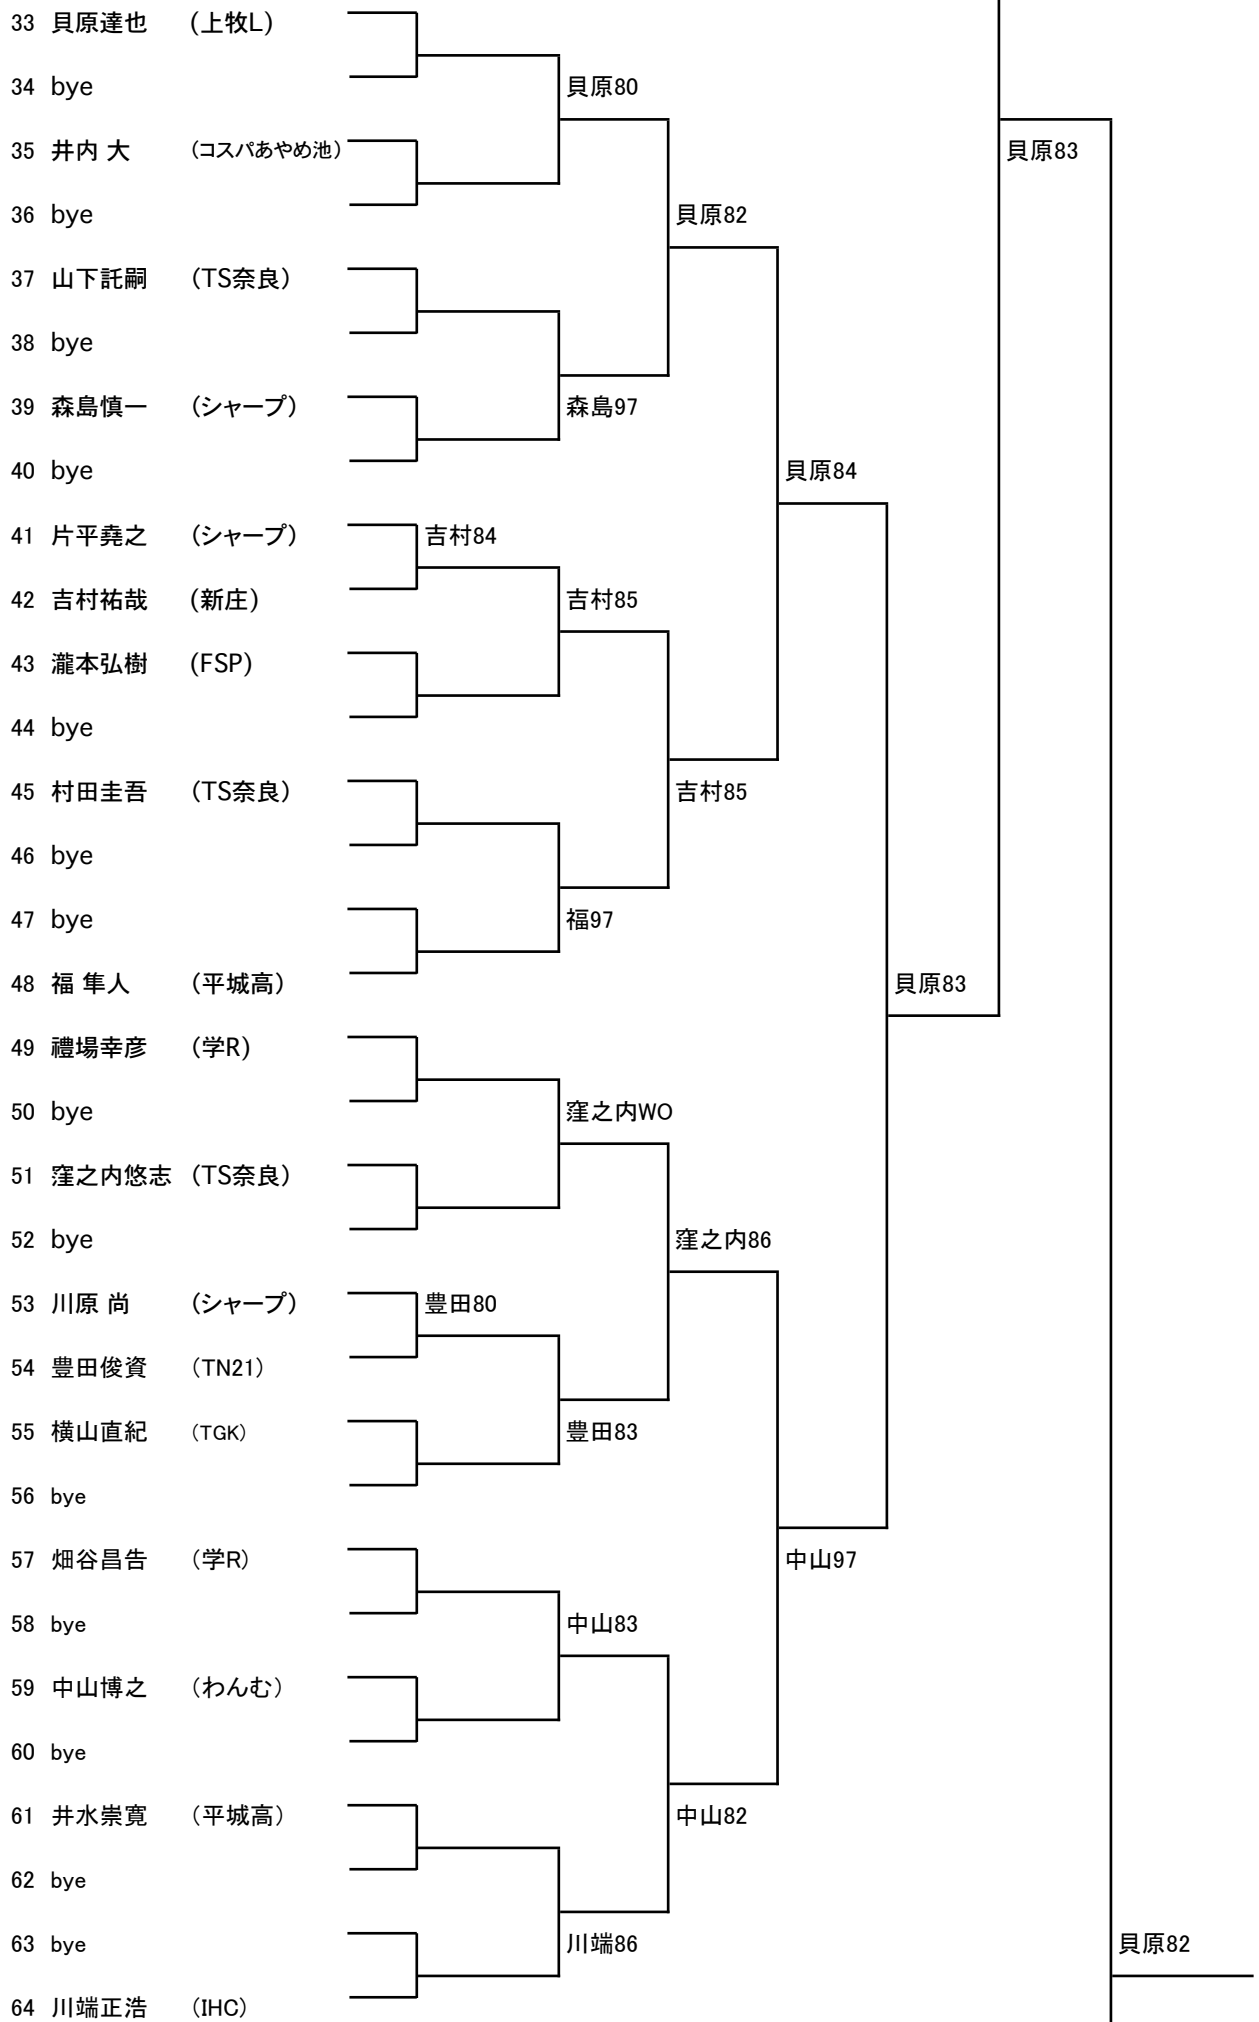 33 貝原達也 (上牧L)
34 bye
貝原80
35 井内 大 (コスパあやめ池)
貝原83
36 bye
貝原82
37 山下託嗣 (TS奈良)
38 bye
39 森島慎一 (シャープ)
森島97
40 bye
貝原84
41 片平堯之 (シャープ)
吉村84
42 吉村祐哉 (新庄)
吉村85
43 瀧本弘樹 (FSP)
44 bye
45 村田圭吾 (TS奈良)
吉村85
46 bye
47 bye
福97
48 福 隼人 (平城高)
貝原83
49 禮場幸彦 (学R)
50 bye
窪之内WO
51 窪之内悠志 (TS奈良)
52 bye
窪之内86
53 川原 尚 (シャープ)
豊田80
54 豊田俊資 (TN21)
55 横山直紀 (TGK)
豊田83
56 bye
57 畑谷昌告 (学R)
中山97
58 bye
中山83
59 中山博之 (わんむ)
60 bye
61 井水崇寛 (平城高)
中山82
62 bye
63 bye
川端86
貝原82
64 川端正浩 (IHC)